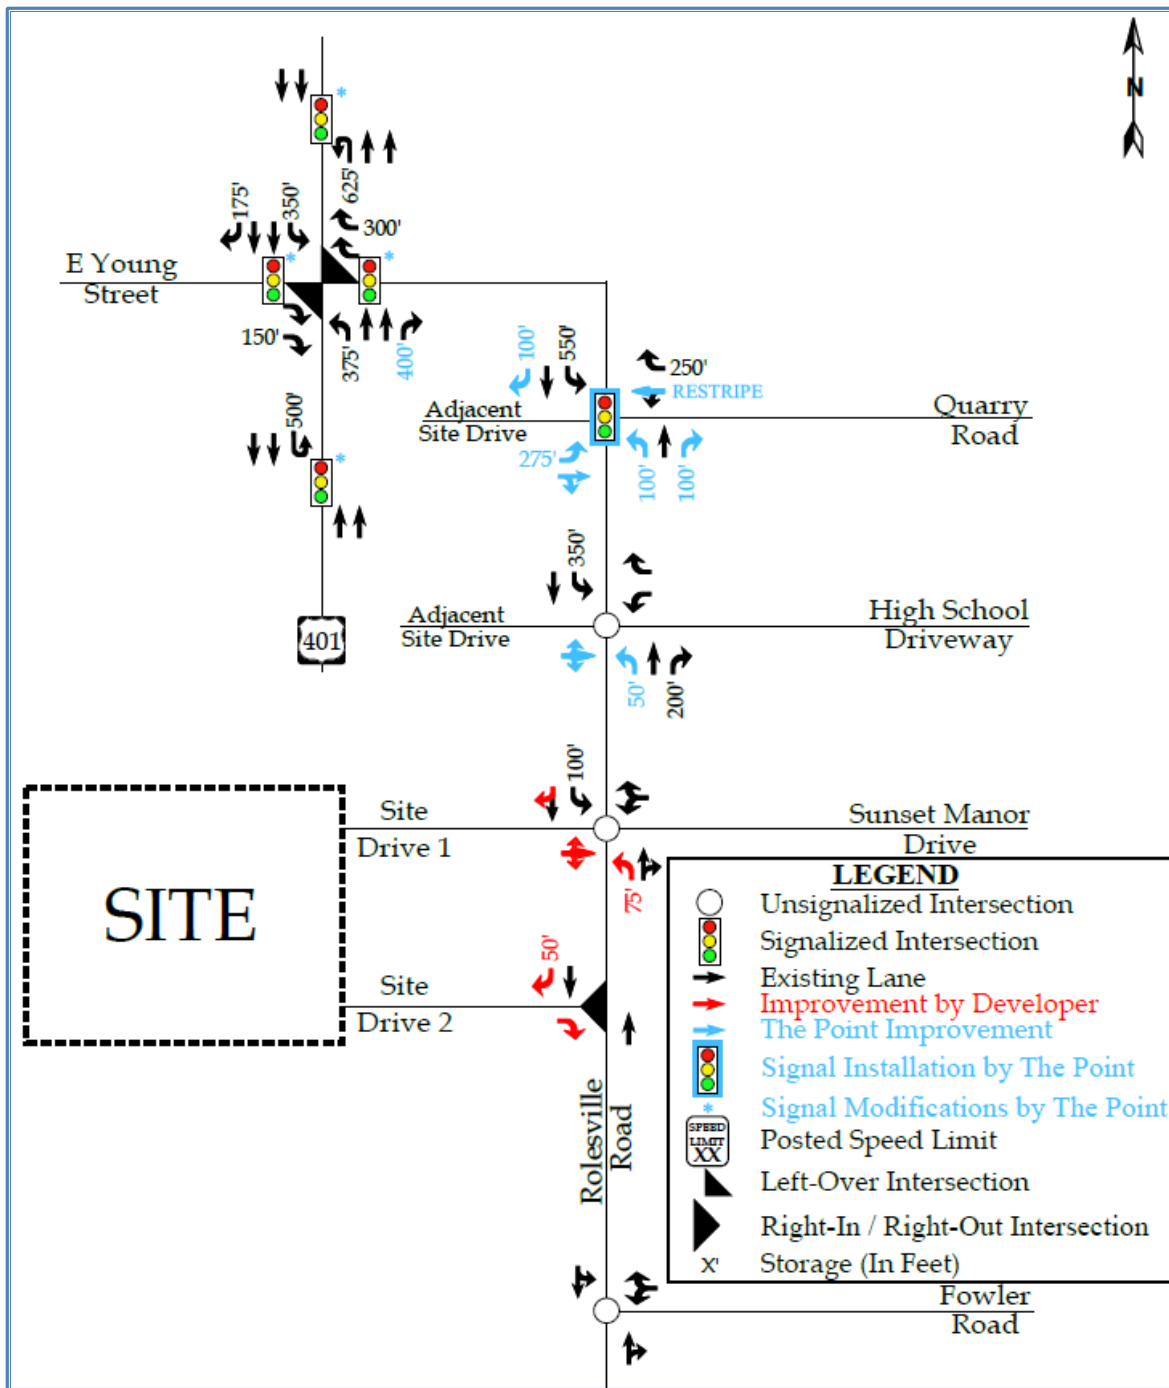 N
*
625'
175'
350'
300'
*
*
E Young
Street
150'
375'
400'
100'
550'
250'
RESTRIPE
Adjacent
Site Drive
Quarry
Road
500'
*
275'
100'
100'
350'
401
Adjacent
Site Drive
High School
Driveway
50'
200'
100'
SITE
Site
Drive 1
Sunset Manor
Drive
75'
50'
Site
Drive 2
Rolesville
Road
LEGEND
Unsignalized Intersection
Signalized Intersection
Existing Lane
Improvement by Developer
The Point Improvement
Signal Installation by The Point
* Signal Modifications by The Point
SPEED
LIMIT
XX
Posted Speed Limit
Left-Over Intersection
Right-In / Right-Out Intersection
X' Storage (In Feet)
Fowler
Road